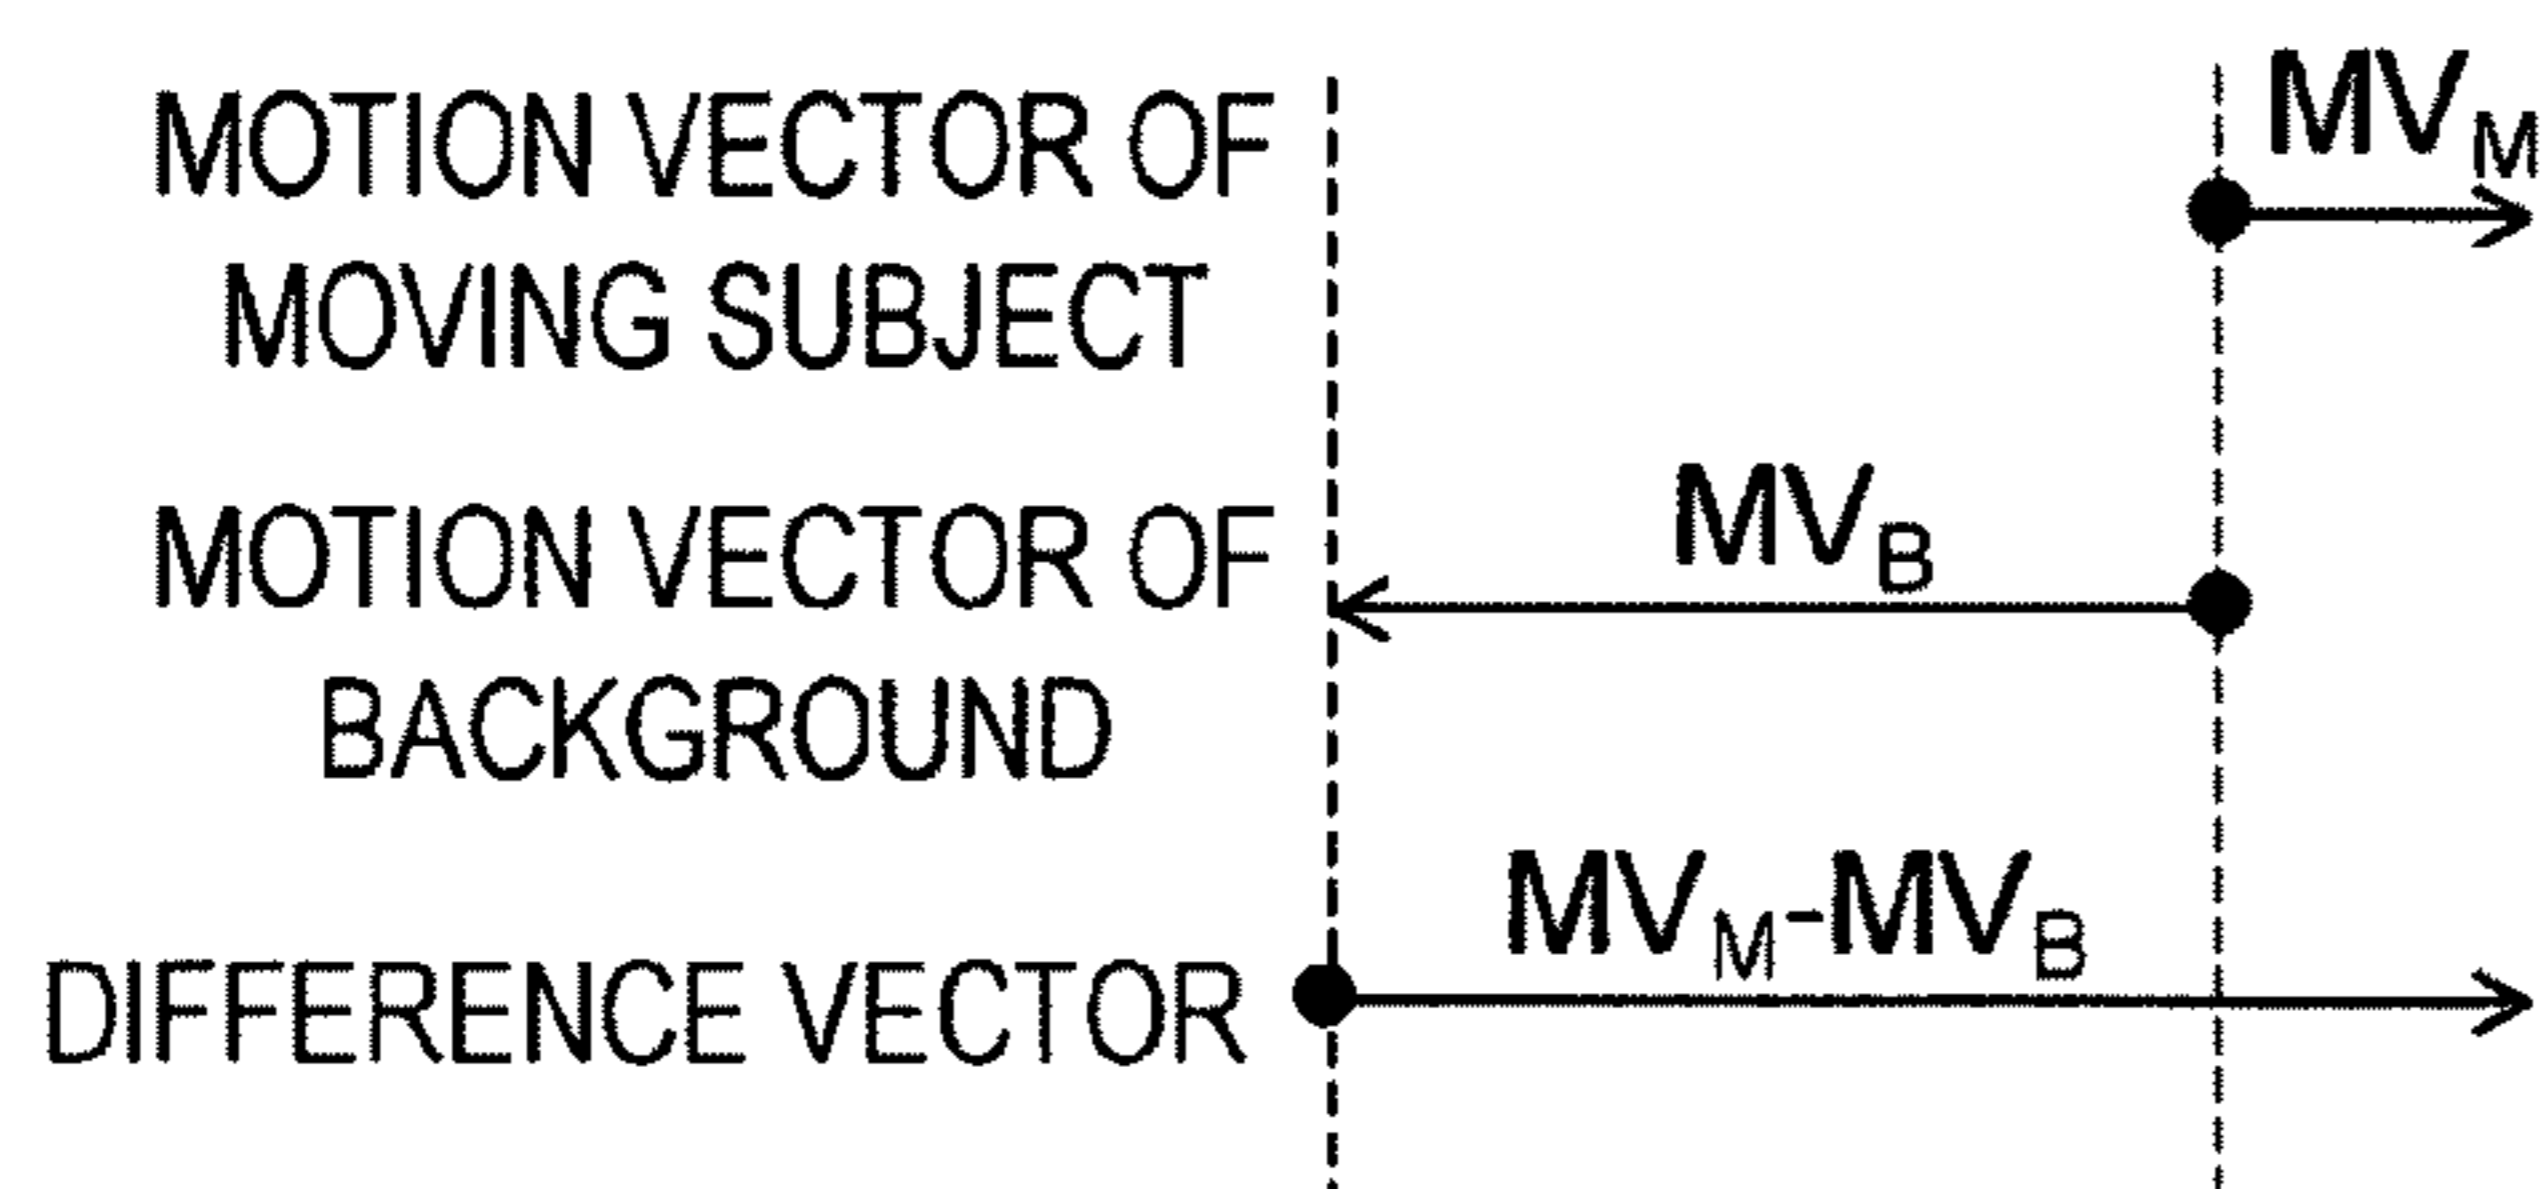 MOTION VECTOR OF
MOVING SUBJECT
MV_M
MOTION VECTOR OF
BACKGROUND
MV_B
DIFFERENCE VECTOR
MV_M-MV_B